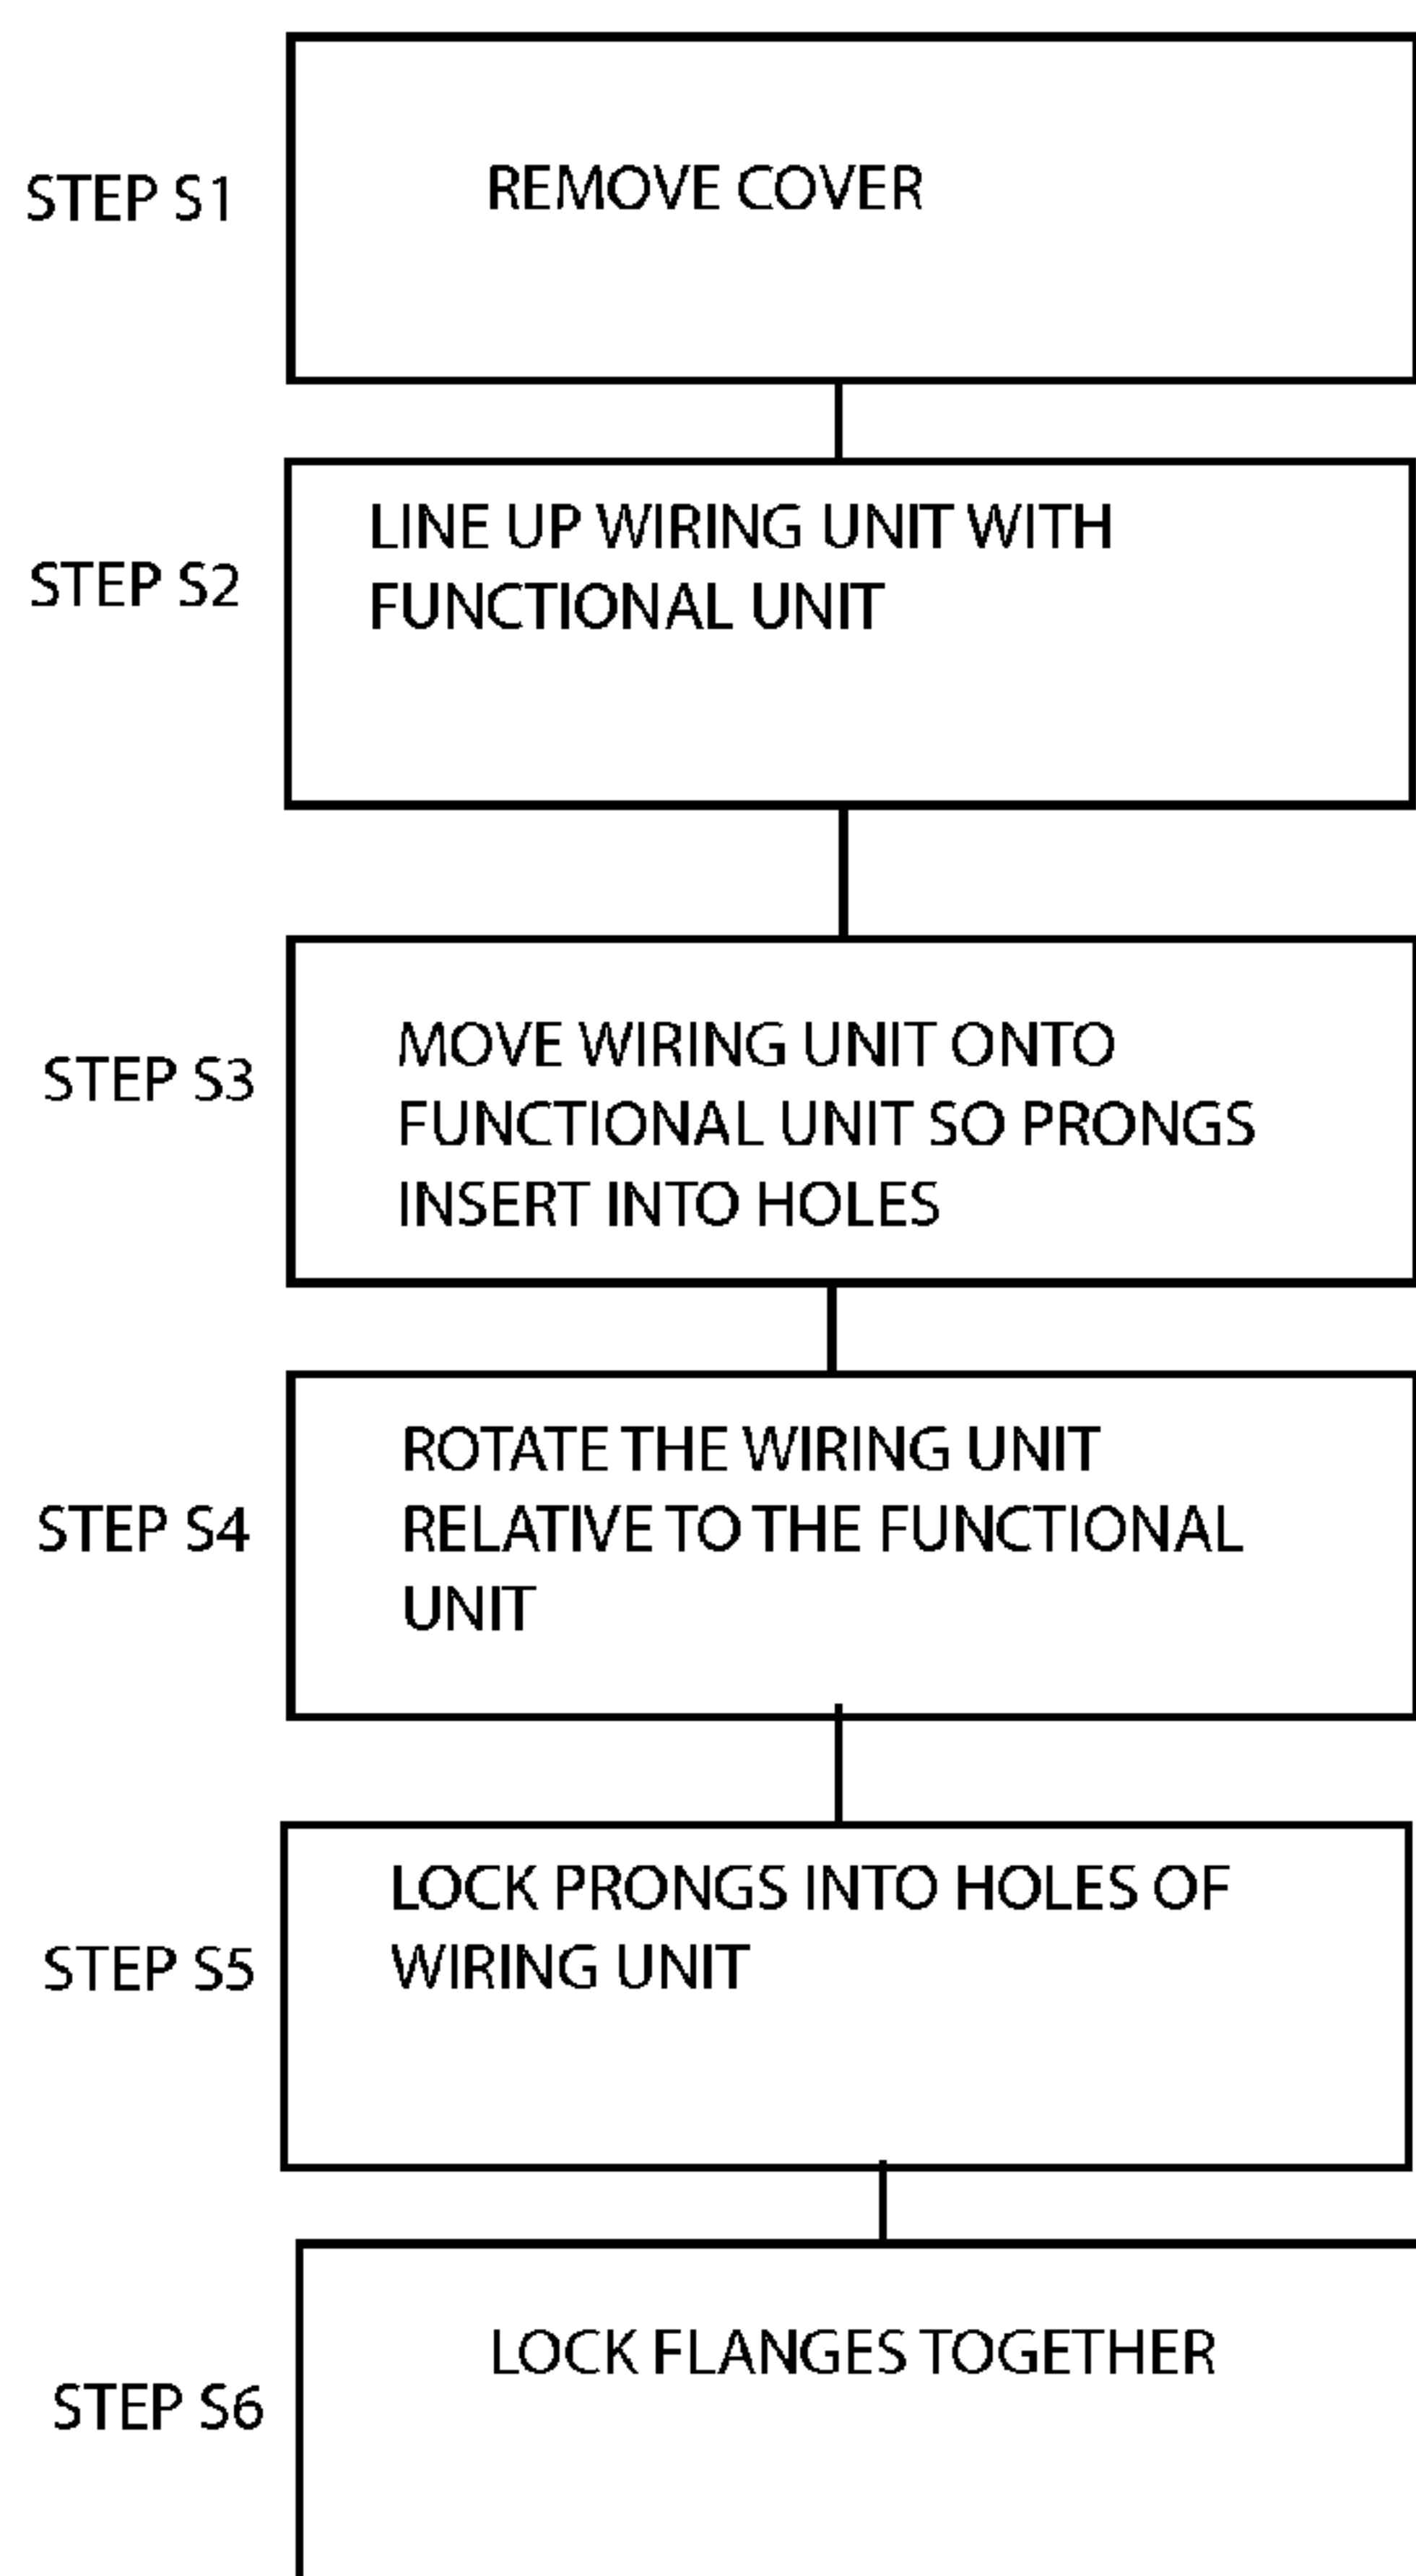 STEP S1
REMOVE COVER
STEP S2
LINE UP WIRING UNIT WITH
FUNCTIONAL UNIT
STEP S3
MOVE WIRING UNIT ONTO
FUNCTIONAL UNIT SO PRONGS
INSERT INTO HOLES
STEP S4
ROTATE THE WIRING UNIT
RELATIVE TO THE FUNCTIONAL
UNIT
STEP S5
LOCK PRONGS INTO HOLES OF
WIRING UNIT
STEP S6
LOCK FLANGES TOGETHER